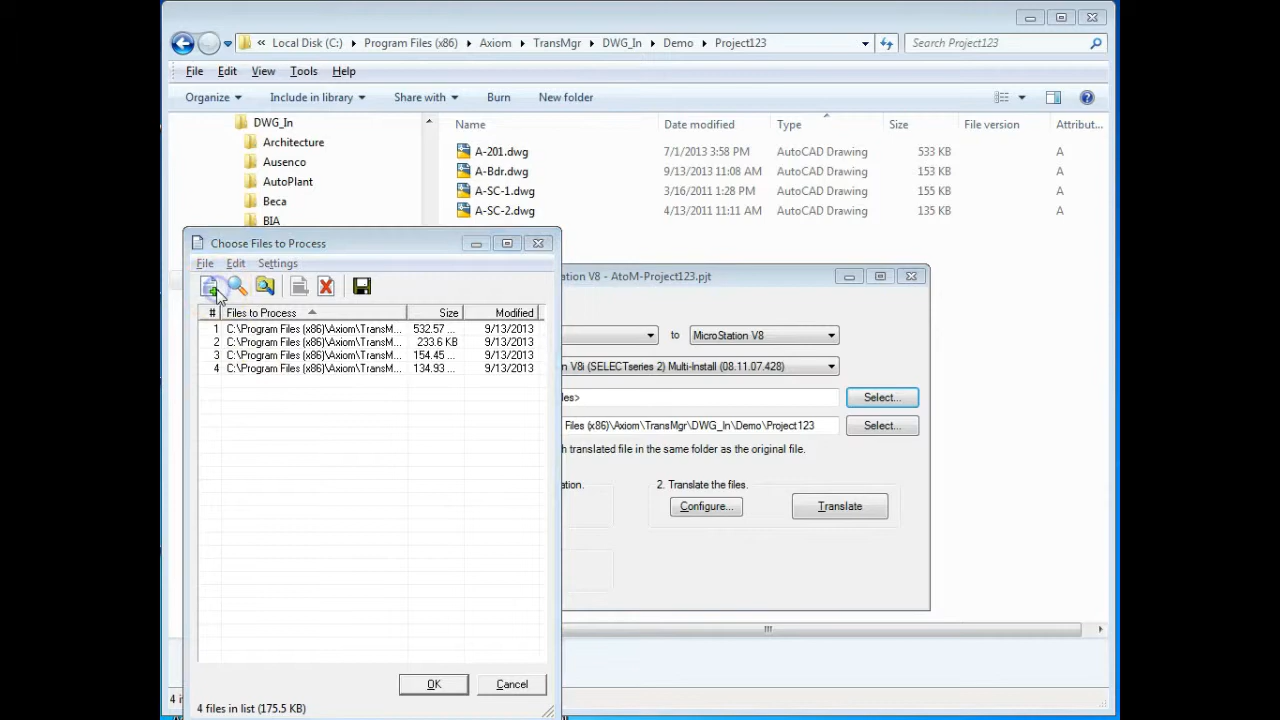 « Local Disk (C:) Program Files (x86) Axiom TransMgr DWG_In Demo Project123 Search Project123
File Edit View Tools Help
Organize Include in library Share with Burn New folder
DWG_In
Architecture
Ausenco
AutoPlant
Beca
BIA
Name Date modified Type Size File version Attribut...
A-201.dwg 7/1/2013 3:58 PM AutoCAD Drawing 533 KB A
A-Bdr.dwg 9/13/2013 11:08 AM AutoCAD Drawing 153 KB A
A-SC-1.dwg 3/16/2011 1:28 PM AutoCAD Drawing 155 KB A
A-SC-2.dwg 4/13/2011 11:11 AM AutoCAD Drawing 135 KB A
Choose Files to Process
File Edit Settings
# Files to Process Size Modified
1 C:\Program Files (x86)\Axiom\TransM... 532.57 ... 9/13/2013
2 C:\Program Files (x86)\Axiom\TransM... 233.6 KB 9/13/2013
3 C:\Program Files (x86)\Axiom\TransM... 154.45 ... 9/13/2013
4 C:\Program Files (x86)\Axiom\TransM... 134.93 ... 9/13/2013
OK Cancel
4 files in list (175.5 KB)
V8 - AtoM-Project123.pjt
to MicroStation V8
V8i (SELECTseries 2) Multi-Install (08.11.07.428)
Select...
Files (x86)\Axiom\TransMgr\DWG_In\Demo\Project123 Select...
translated file in the same folder as the original file.
2. Translate the files.
Configure... Translate
4